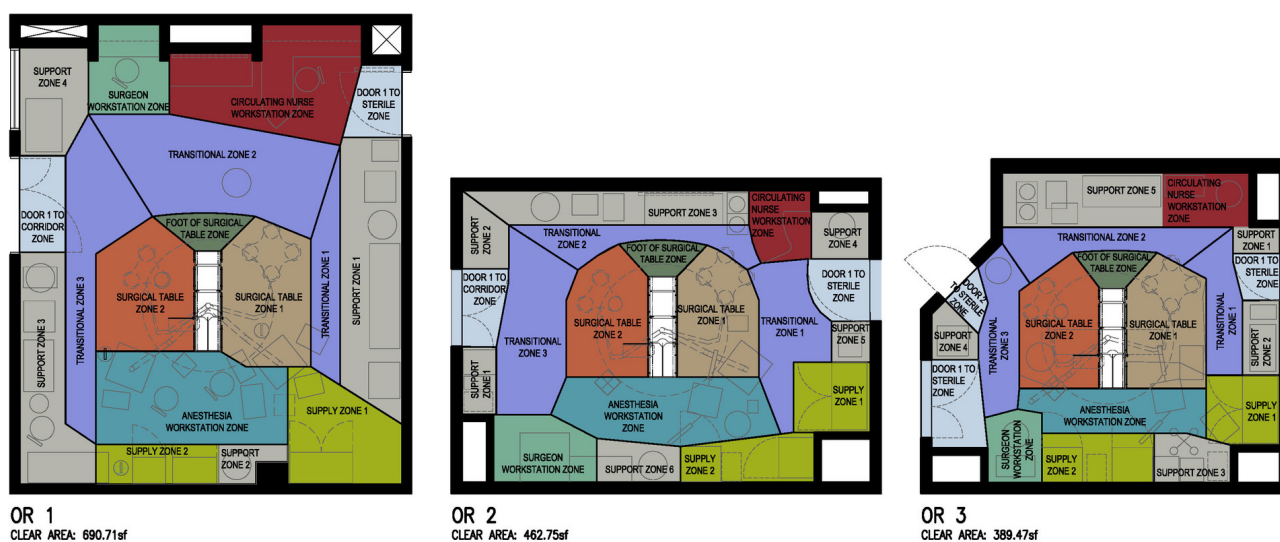 SUPPORT
ZONE 4
SURGEON
WORKSTATION ZONE
CIRCULATING NURSE
WORKSTATION ZONE
DOOR 1 TO
STERILE
ZONE
TRANSITIONAL ZONE 2
DOOR 1 TO
CORRIDOR
ZONE
FOOT OF SURGICAL
TABLE ZONE
SURGICAL TABLE
ZONE 2
SURGICAL TABLE
ZONE 1
TRANSITIONAL ZONE 3
TRANSITIONAL ZONE 1
SUPPORT ZONE 1
SUPPORT ZONE 3
ANESTHESIA
WORKSTATION ZONE
SUPPLY ZONE 1
SUPPLY ZONE 2
SUPPORT
ZONE 2
OR 1
CLEAR AREA: 690.71sf
SUPPORT
ZONE 2
SUPPORT ZONE 3
CIRCULATING
NURSE
WORKSTATION
ZONE
SUPPORT
ZONE 4
TRANSITIONAL
ZONE 2
FOOT OF SURGICAL
TABLE ZONE
DOOR 1 TO
CORRIDOR
ZONE
DOOR 1 TO
STERILE
ZONE
SURGICAL TABLE
ZONE 2
SURGICAL TABLE
ZONE 1
TRANSITIONAL
ZONE 1
TRANSITIONAL
ZONE 3
SUPPORT
ZONE 5
SUPPORT
ZONE 1
ANESTHESIA
WORKSTATION
ZONE
SUPPLY
ZONE 1
SURGEON
WORKSTATION ZONE
SUPPORT ZONE 6
SUPPLY
ZONE 2
OR 2
CLEAR AREA: 462.75sf
SUPPORT ZONE 5
CIRCULATING
NURSE
WORKSTATION
ZONE
TRANSITIONAL ZONE 2
SUPPORT
ZONE 1
FOOT OF SURGICAL
TABLE ZONE
DOOR 1 TO
STERILE
ZONE
DOOR 2
TO STERILE
ZONE
SURGICAL TABLE
ZONE 2
SURGICAL TABLE
ZONE 1
TRANSITIONAL
ZONE 1
TRANSITIONAL
ZONE 3
SUPPORT
ZONE 4
SUPPORT
ZONE 2
DOOR 1 TO
STERILE
ZONE
ANESTHESIA
WORKSTATION ZONE
SUPPLY
ZONE 1
SURGEON
WORKSTATION
ZONE
SUPPLY
ZONE 2
SUPPORT ZONE 3
OR 3
CLEAR AREA: 389.47sf